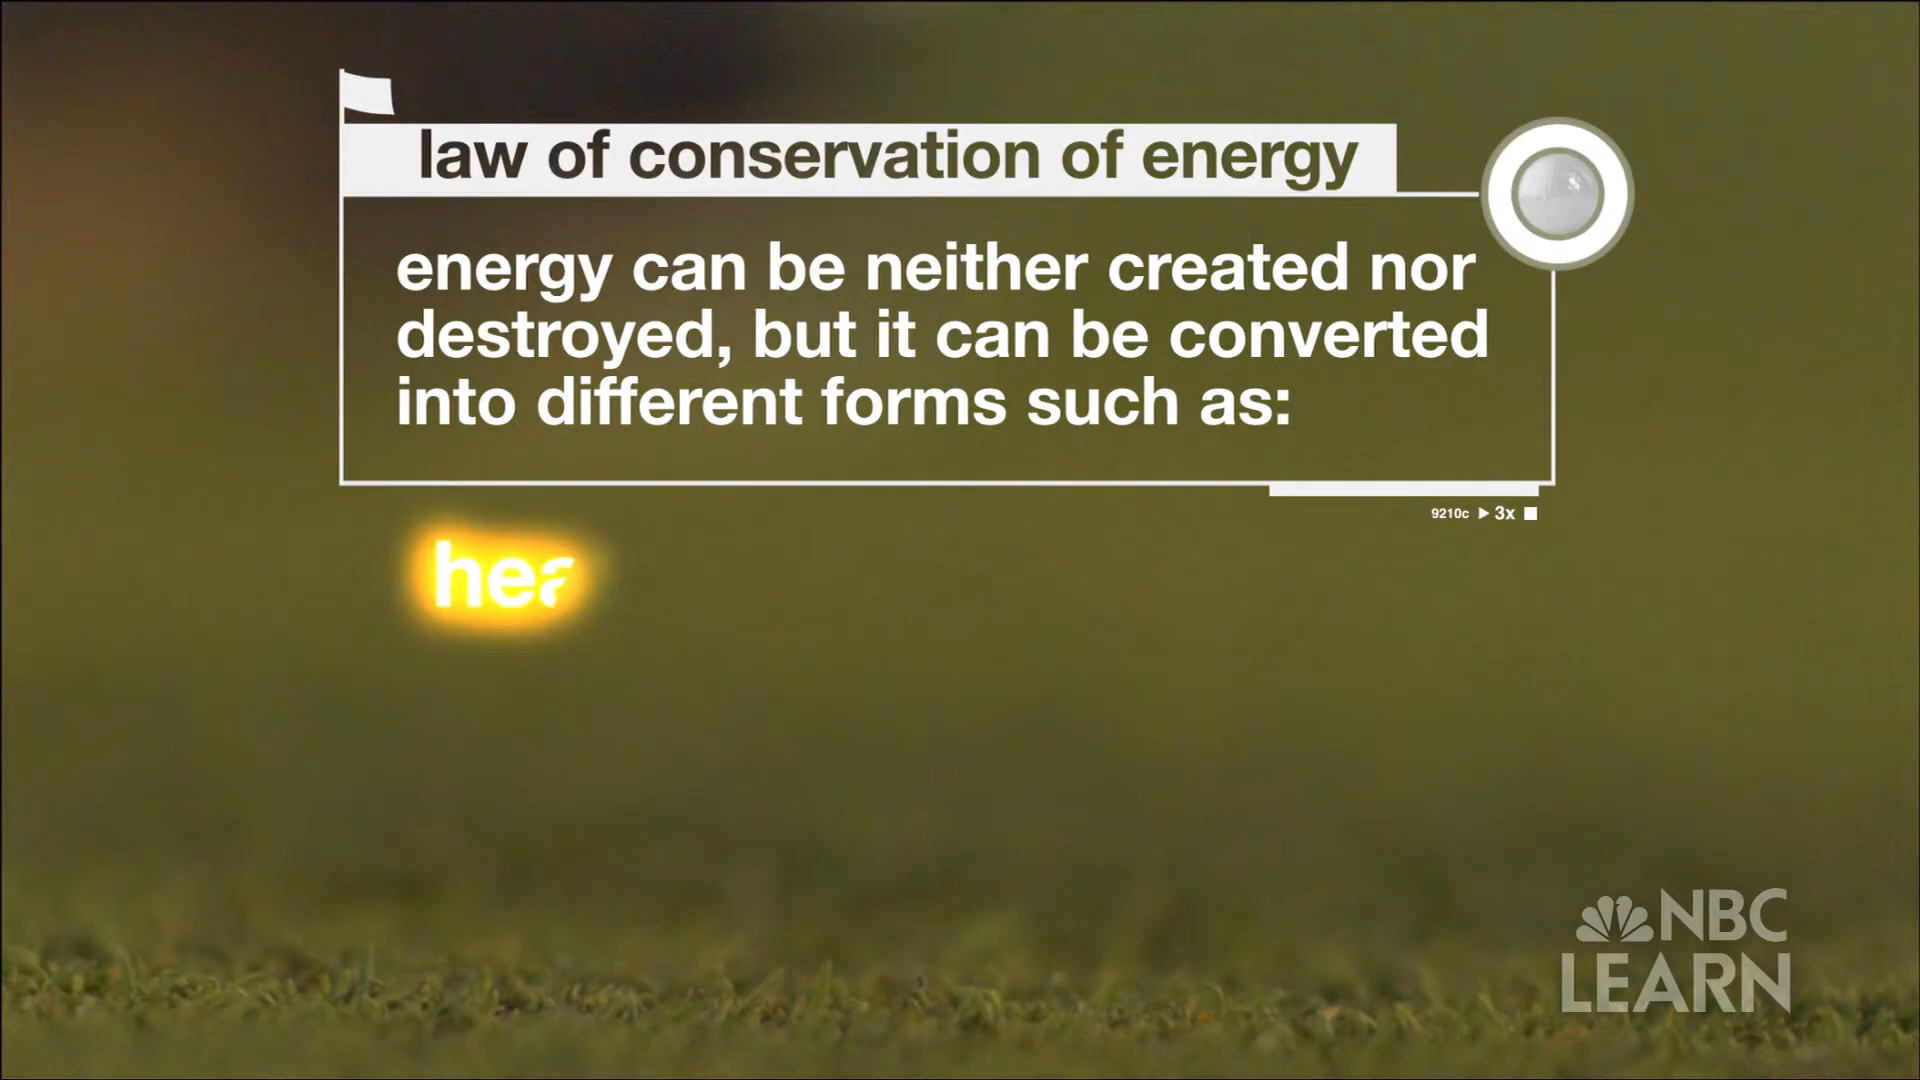 law of conservation of energy
energy can be neither created nor
destroyed, but it can be converted
into different forms such as:
9210c ▶ 3x ■
hea
NBC
LEARN